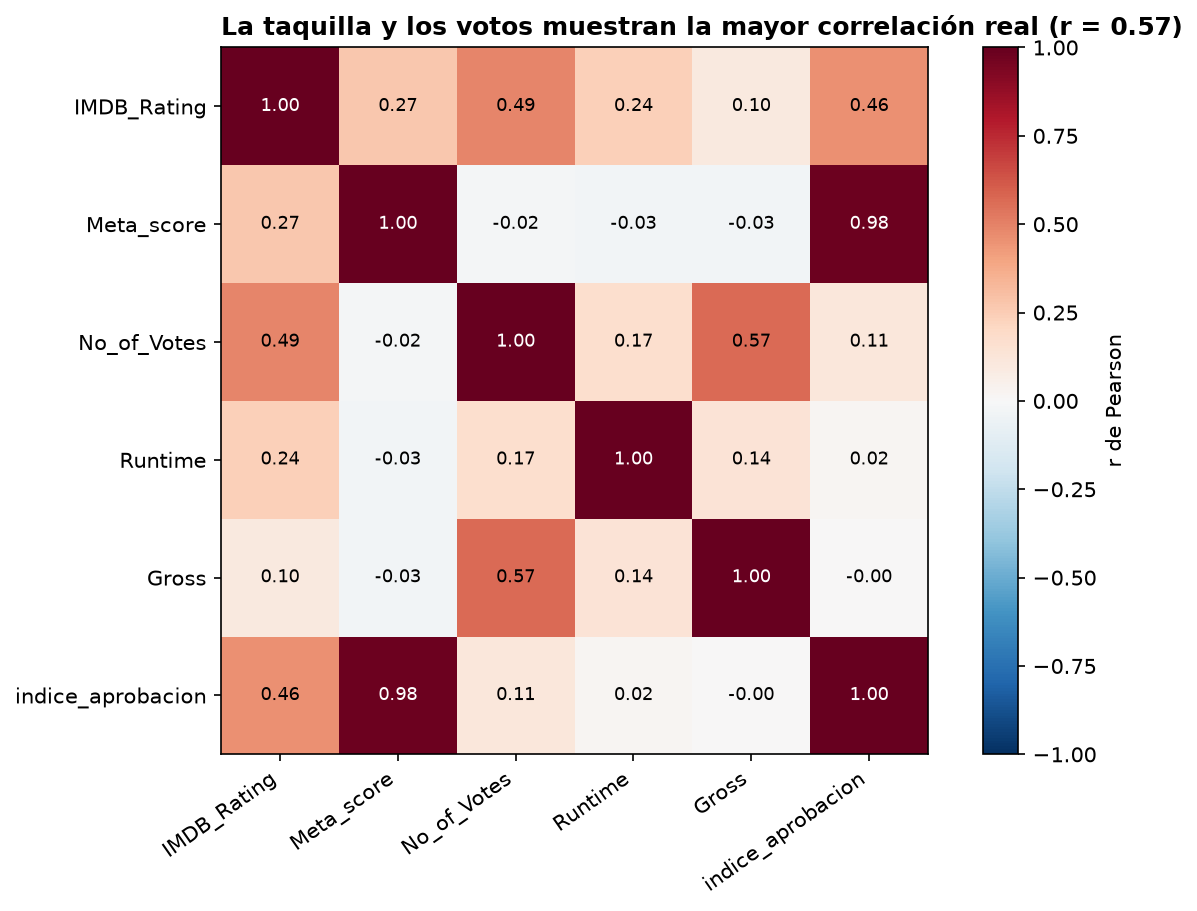 La taquilla y los votos muestran la mayor correlación real (r = 0.57)
IMDB_Rating 1.00 0.27 0.49 0.24 0.10 0.46
Meta_score 0.27 1.00 -0.02 -0.03 -0.03 0.98
No_of_Votes 0.49 -0.02 1.00 0.17 0.57 0.11
Runtime 0.24 -0.03 0.17 1.00 0.14 0.02
Gross 0.10 -0.03 0.57 0.14 1.00 -0.00
indice_aprobacion 0.46 0.98 0.11 0.02 -0.00 1.00
IMDB_Rating Meta_score No_of_Votes Runtime Gross indice_aprobacion
1.00
0.75
0.50
0.25
0.00
−0.25
−0.50
−0.75
−1.00
r de Pearson